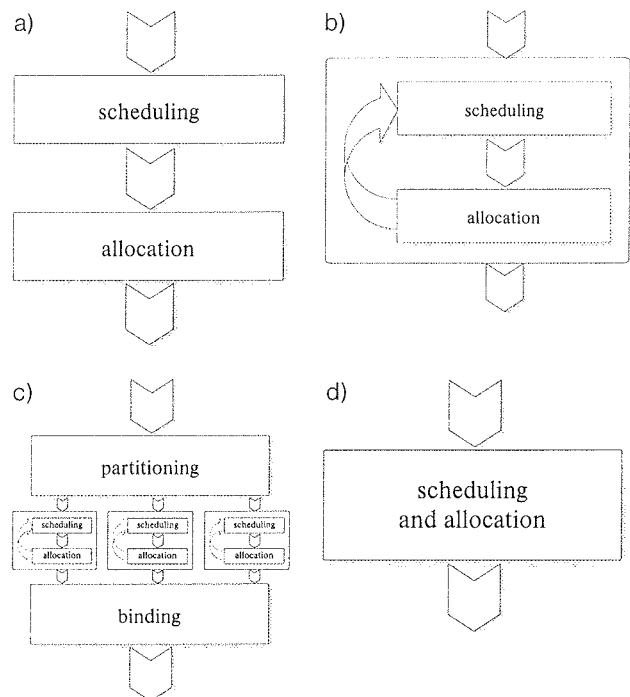 a)
scheduling
allocation
b)
scheduling
allocation
c)
partitioning
scheduling
allocation
scheduling
allocation
scheduling
allocation
binding
d)
scheduling
and allocation